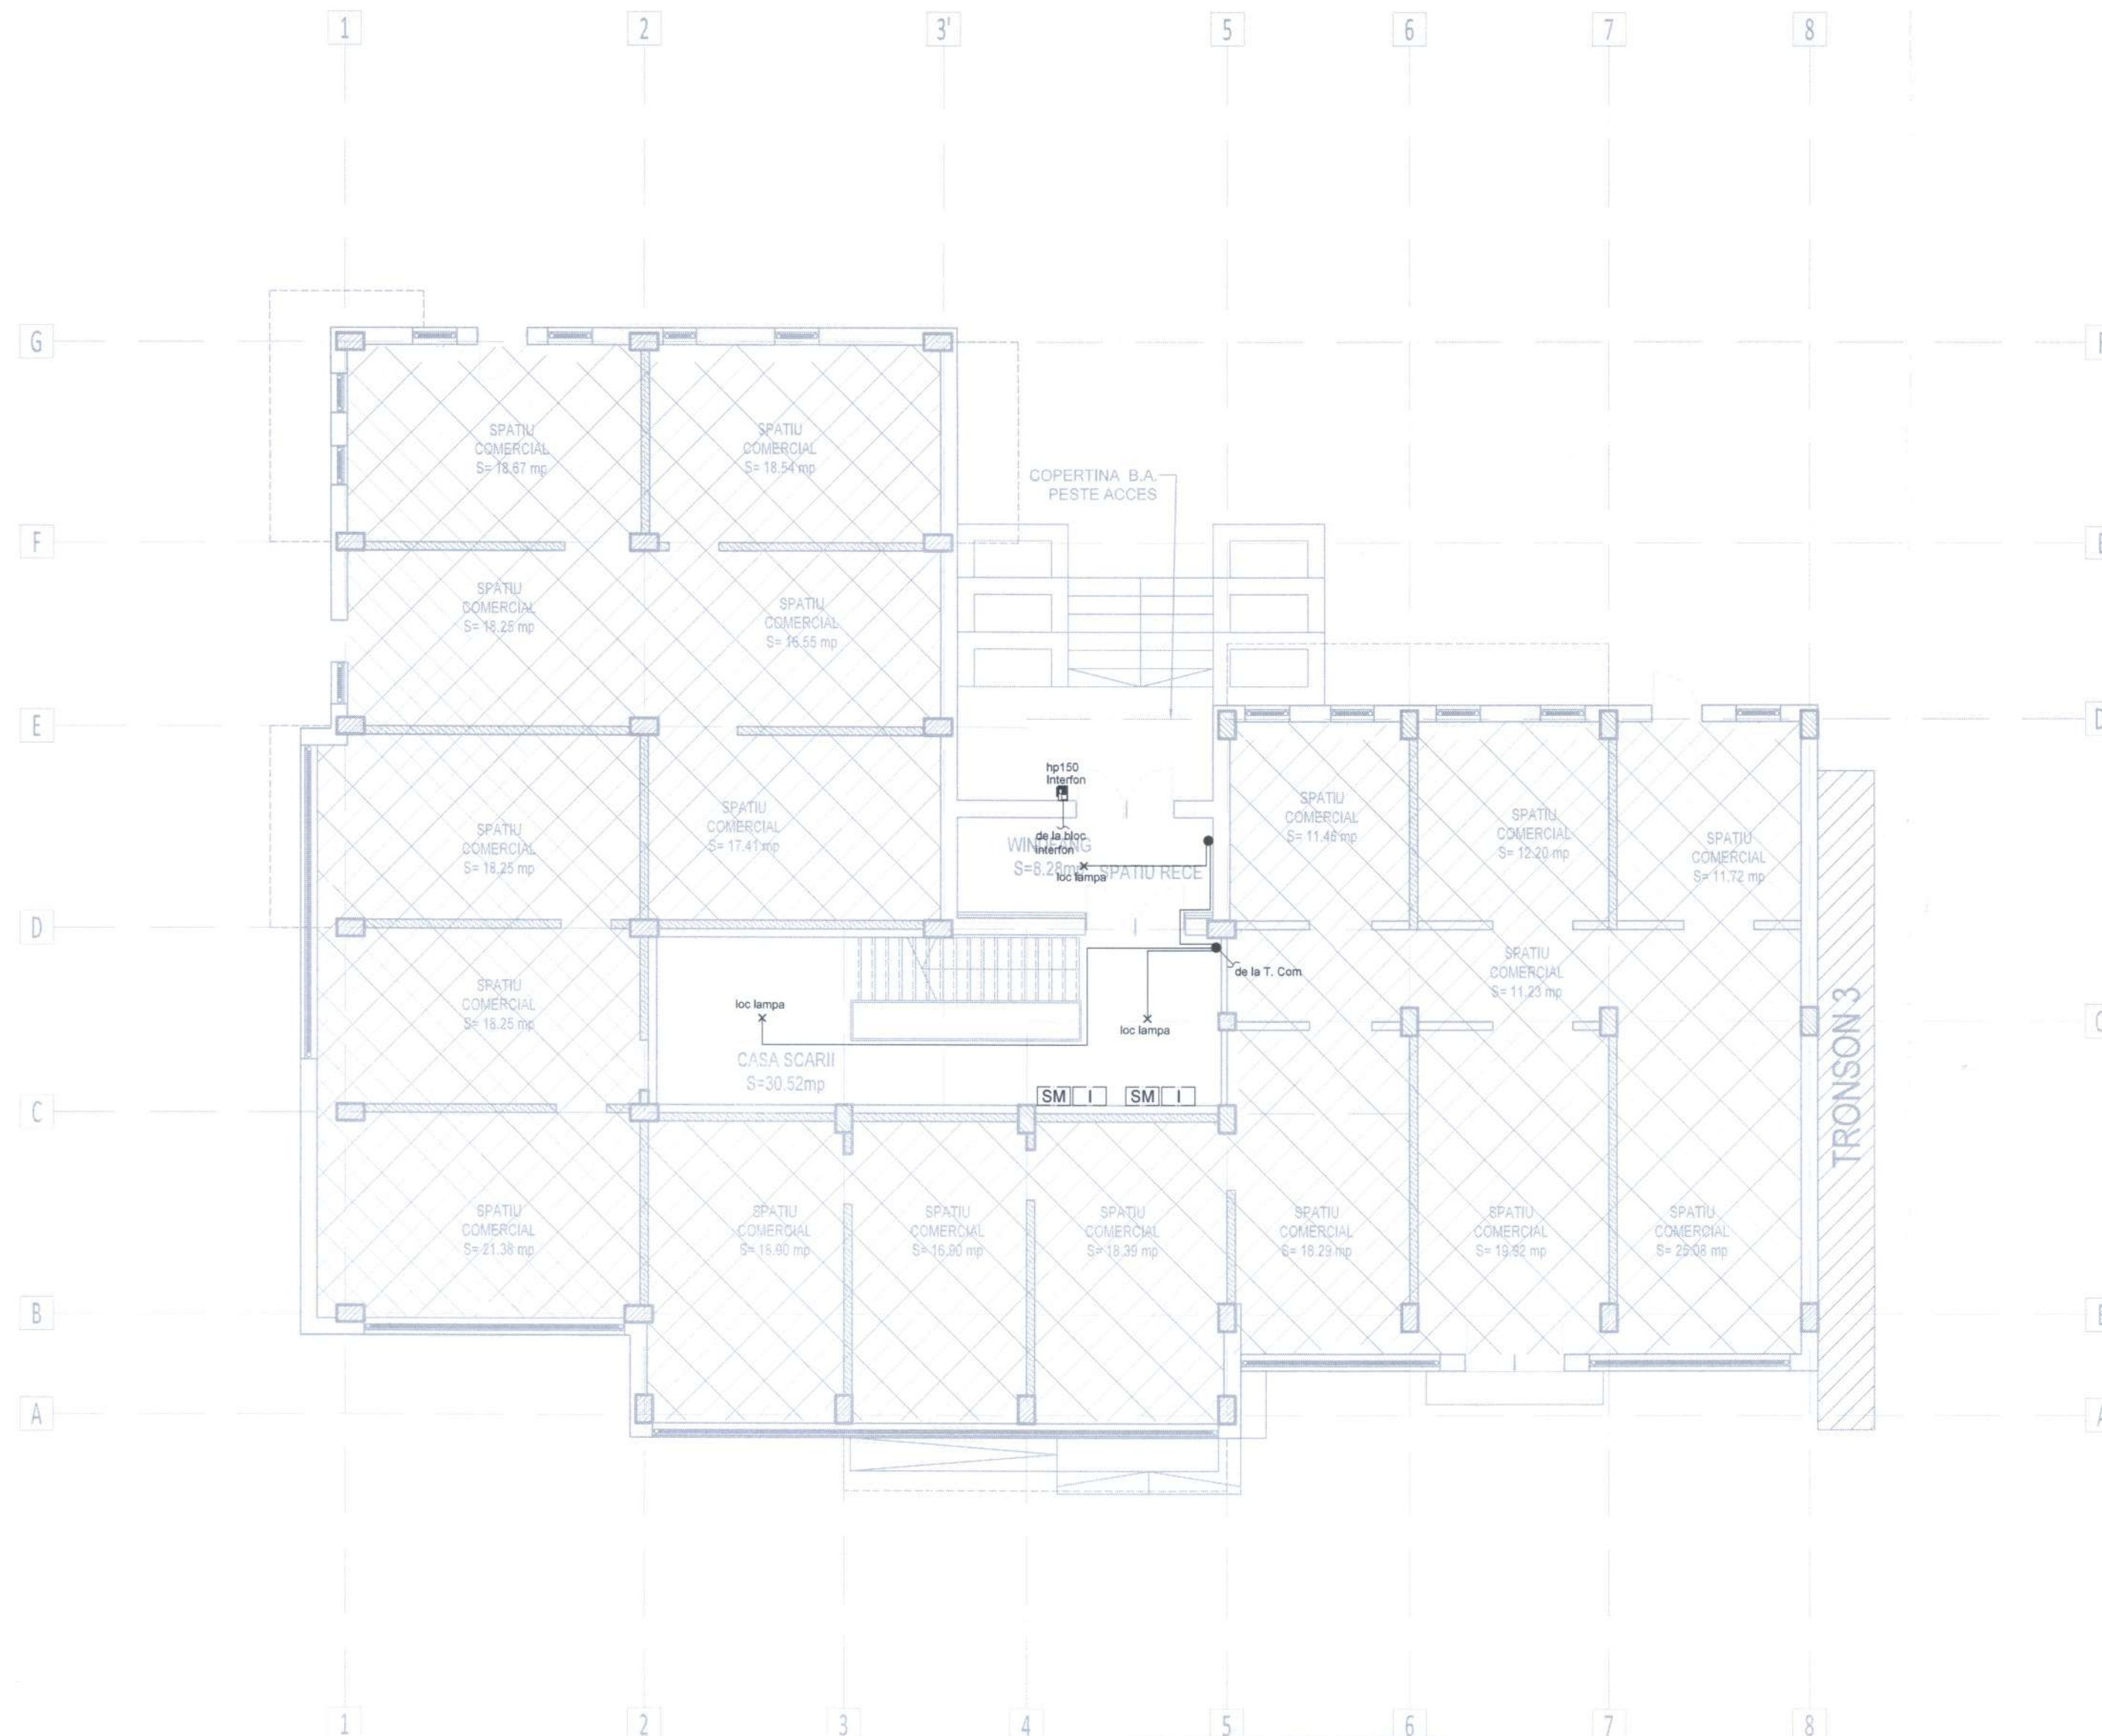 1 2 3' 5 6 7 8
G
SPATIU
COMERCIAL
S= 18.67 mp
SPATIU
COMERCIAL
S= 18.54 mp
COPERTINA B.A.
PESTE ACCES
F
SPATIU
COMERCIAL
S= 18.25 mp
SPATIU
COMERCIAL
S= 16.55 mp
E
hp150
Interfon
de la bloc
Interfon
WINDFANG
S=8.28mp
loc lampa
SPATIU RECE
SPATIU
COMERCIAL
S= 18.25 mp
SPATIU
COMERCIAL
S= 17.41 mp
SPATIU
COMERCIAL
S= 11.46 mp
SPATIU
COMERCIAL
S= 12.20 mp
SPATIU
COMERCIAL
S= 11.72 mp
D
de la T. Com
SPATIU
COMERCIAL
S= 18.25 mp
loc lampa
loc lampa
SPATIU
COMERCIAL
S= 11.23 mp
TRONSON 3
CASA SCARII
S=30.52mp
SM I SM I
C
SPATIU
COMERCIAL
S= 21.38 mp
SPATIU
COMERCIAL
SPATIU
COMERCIAL
S= 16.90 mp
SPATIU
COMERCIAL
S= 18.39 mp
SPATIU
COMERCIAL
S= 18.29 mp
SPATIU
COMERCIAL
S= 19.92 mp
SPATIU
COMERCIAL
S= 25.08 mp
B
A
1 2 3 4 5 6 7 8